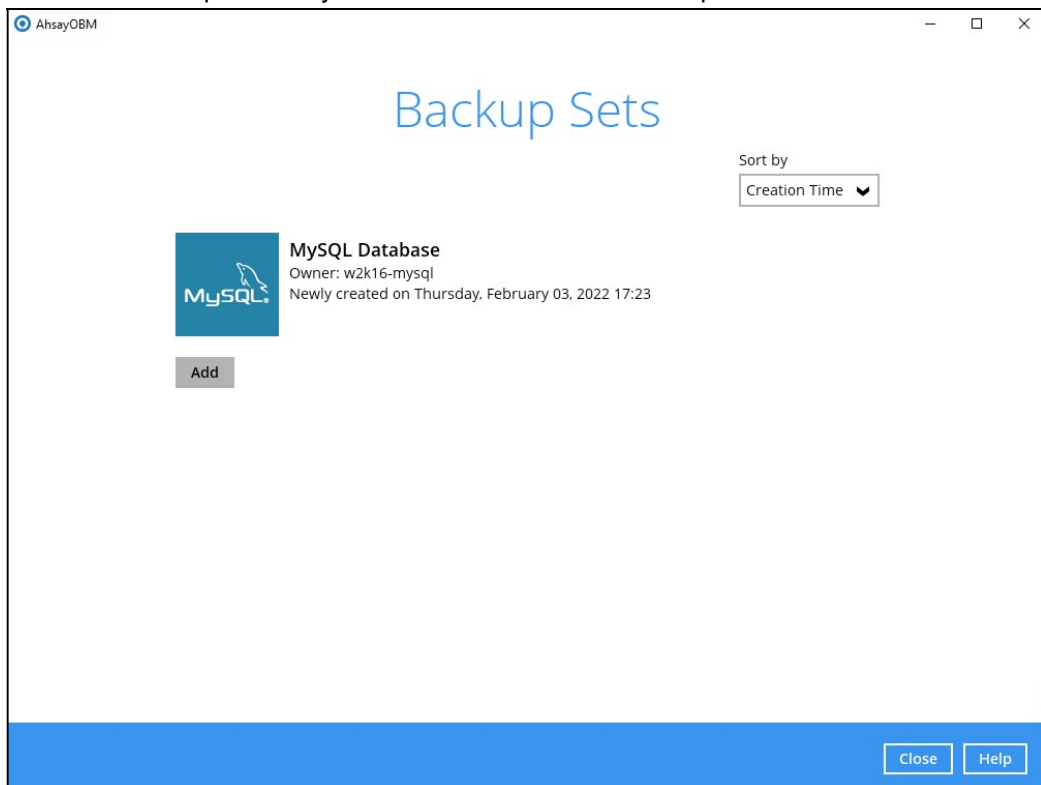 AhsayOBM
Backup Sets
Sort by
Creation Time
MySQL Database
Owner: w2k16-mysql
Newly created on Thursday, February 03, 2022 17:23
MySQL®
Add
Close
Help